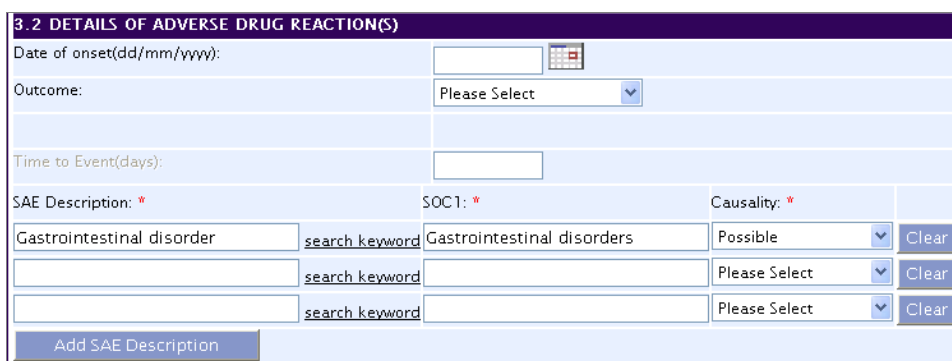 3.2 DETAILS OF ADVERSE DRUG REACTION(S)
Date of onset(dd/mm/yyyy):
Outcome: Please Select
Time to Event(days):
SAE Description: * SOC1: * Causality: *
Gastrointestinal disorder search keyword Gastrointestinal disorders Possible Clear
search keyword Please Select Clear
search keyword Please Select Clear
Add SAE Description